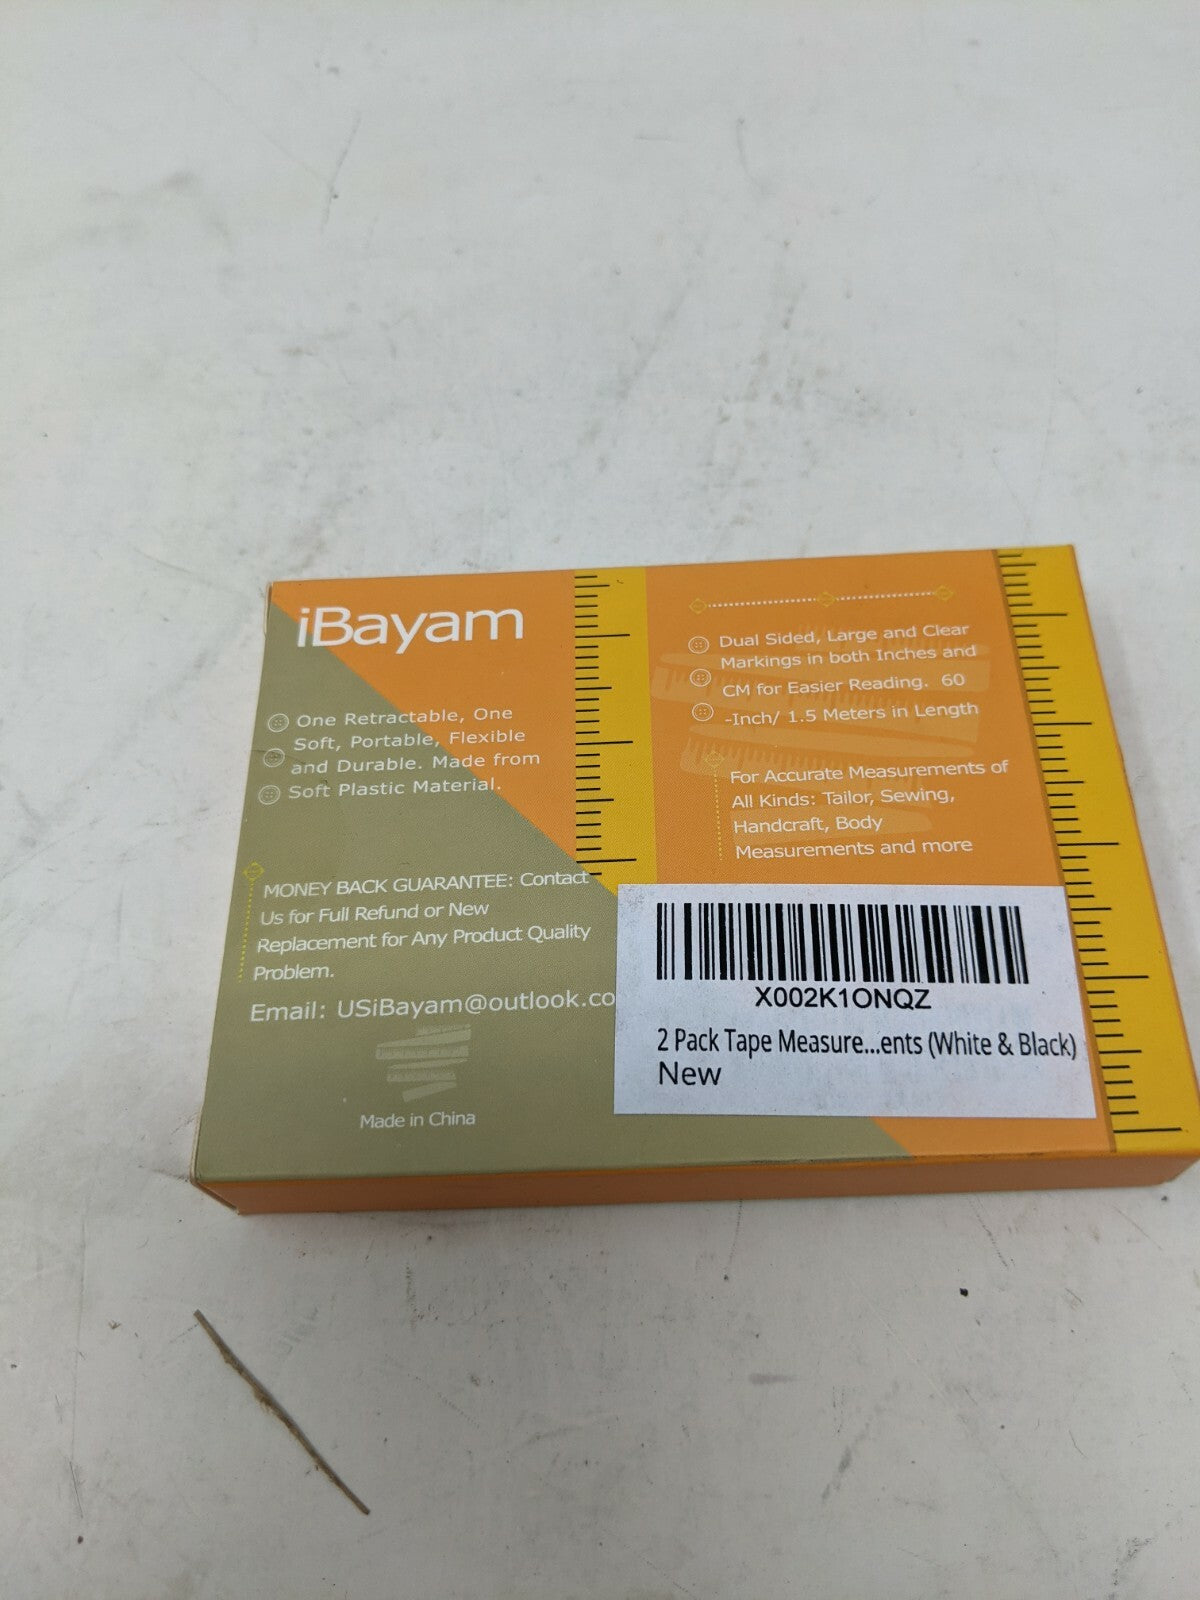 iBayam
One Retractable, One
Soft, Portable, Flexible
and Durable. Made from
Soft Plastic Material.
MONEY BACK GUARANTEE: Contact
Us for Full Refund or New
Replacement for Any Product Quality
Problem.
Email: USiBayam@outlook.co
Made in China
Dual Sided, Large and Clear
Markings in both Inches and
CM for Easier Reading. 60
-Inch/ 1.5 Meters in Length
For Accurate Measurements of
All Kinds: Tailor, Sewing,
Handcraft, Body
Measurements and more
X002K1ONQZ
2 Pack Tape Measure...ents (White & Black)
New